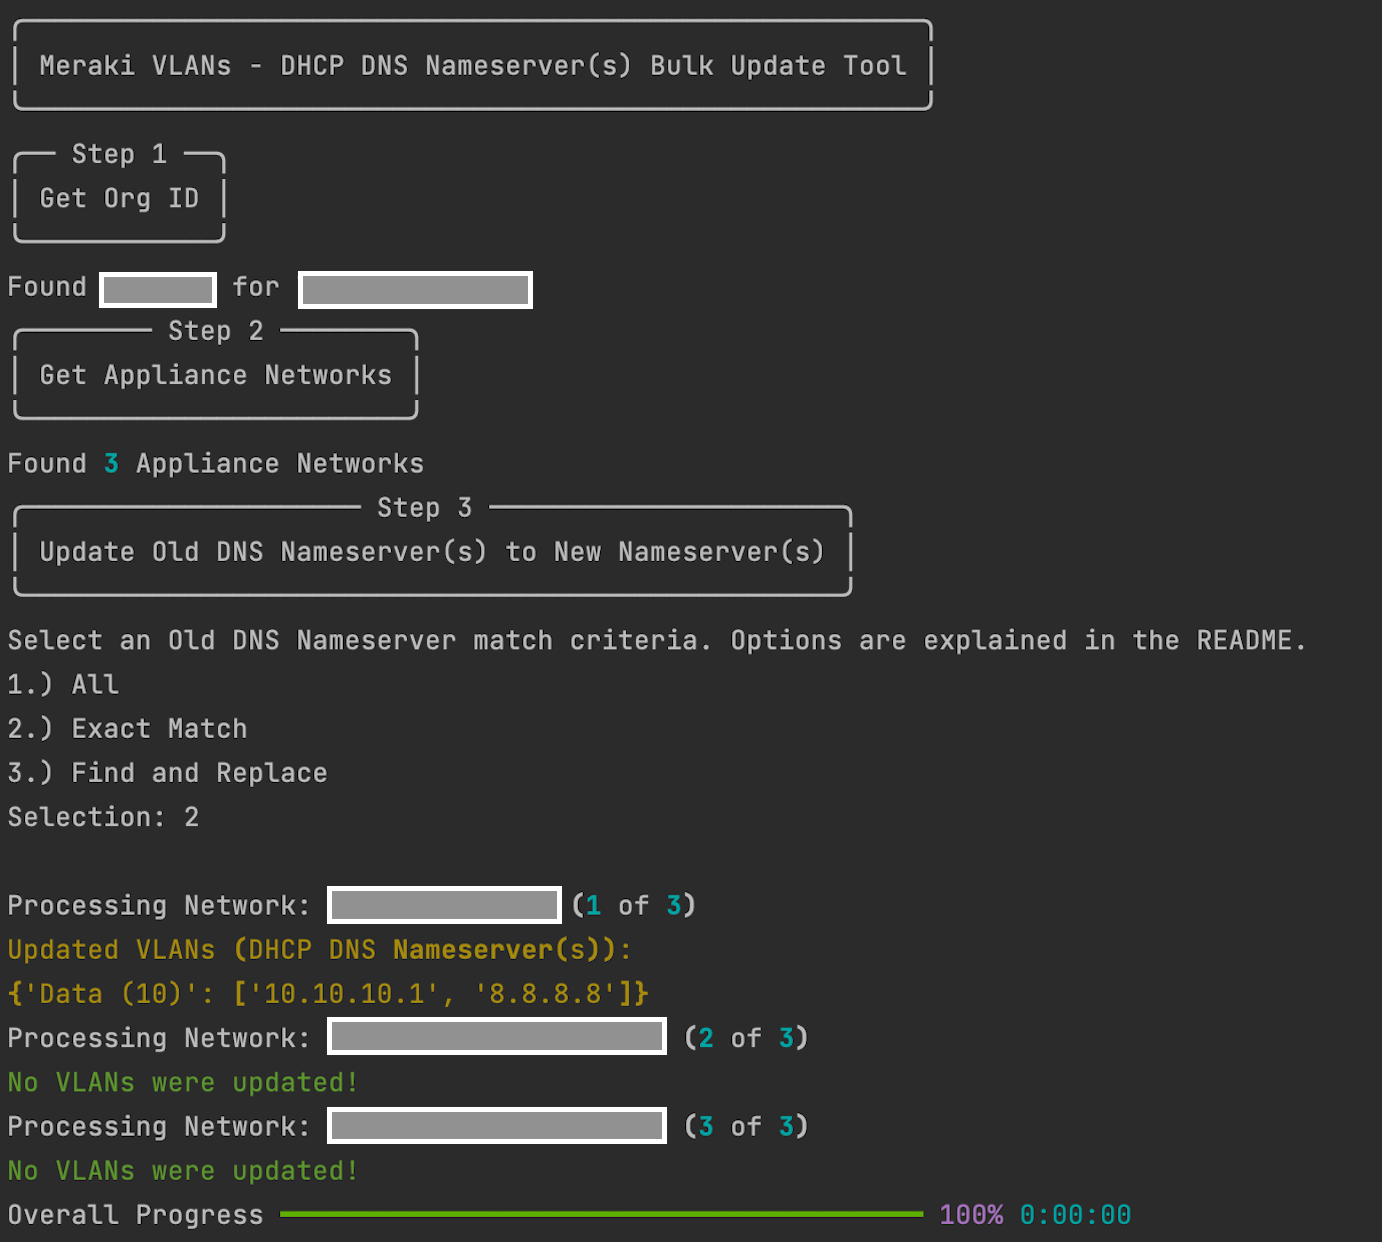 Meraki VLANs - DHCP DNS Nameserver(s) Bulk Update Tool
Step 1
Get Org ID
Found for
Step 2
Get Appliance Networks
Found 3 Appliance Networks
Step 3
Update Old DNS Nameserver(s) to New Nameserver(s)
Select an Old DNS Nameserver match criteria. Options are explained in the README.
1.) All
2.) Exact Match
3.) Find and Replace
Selection: 2
Processing Network: (1 of 3)
Updated VLANs (DHCP DNS Nameserver(s)):
{'Data (10)': ['10.10.10.1', '8.8.8.8']}
Processing Network: (2 of 3)
No VLANs were updated!
Processing Network: (3 of 3)
No VLANs were updated!
Overall Progress 100% 0:00:00